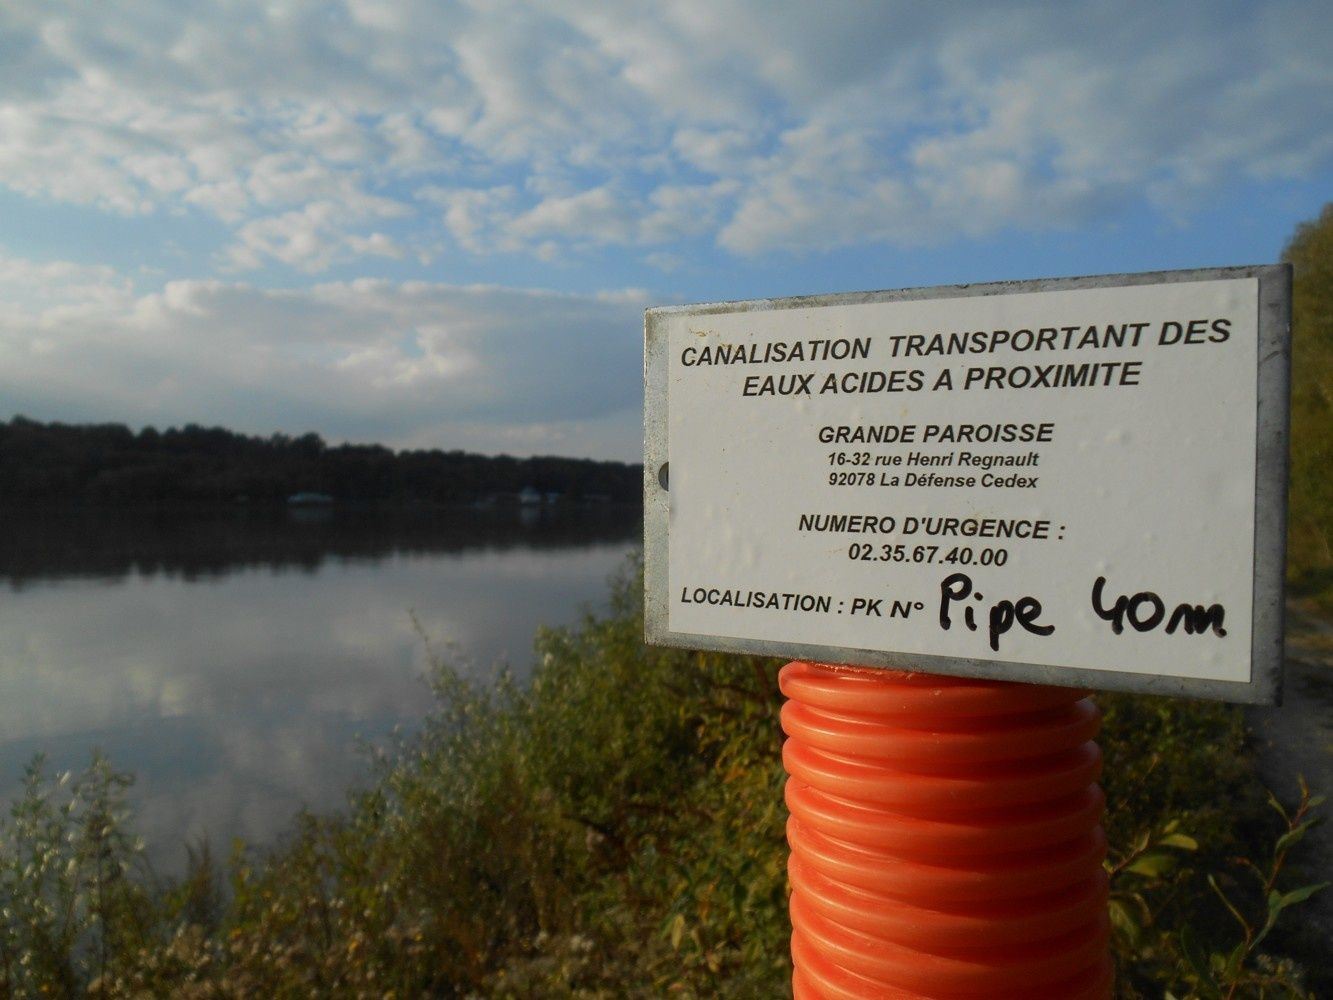 CANALISATION TRANSPORTANT DES
EAUX ACIDES A PROXIMITE
GRANDE PAROISSE
16-32 rue Henri Regnault
92078 La Défense Cedex
NUMERO D'URGENCE :
02.35.67.40.00
LOCALISATION : PK N° Pipe 40m